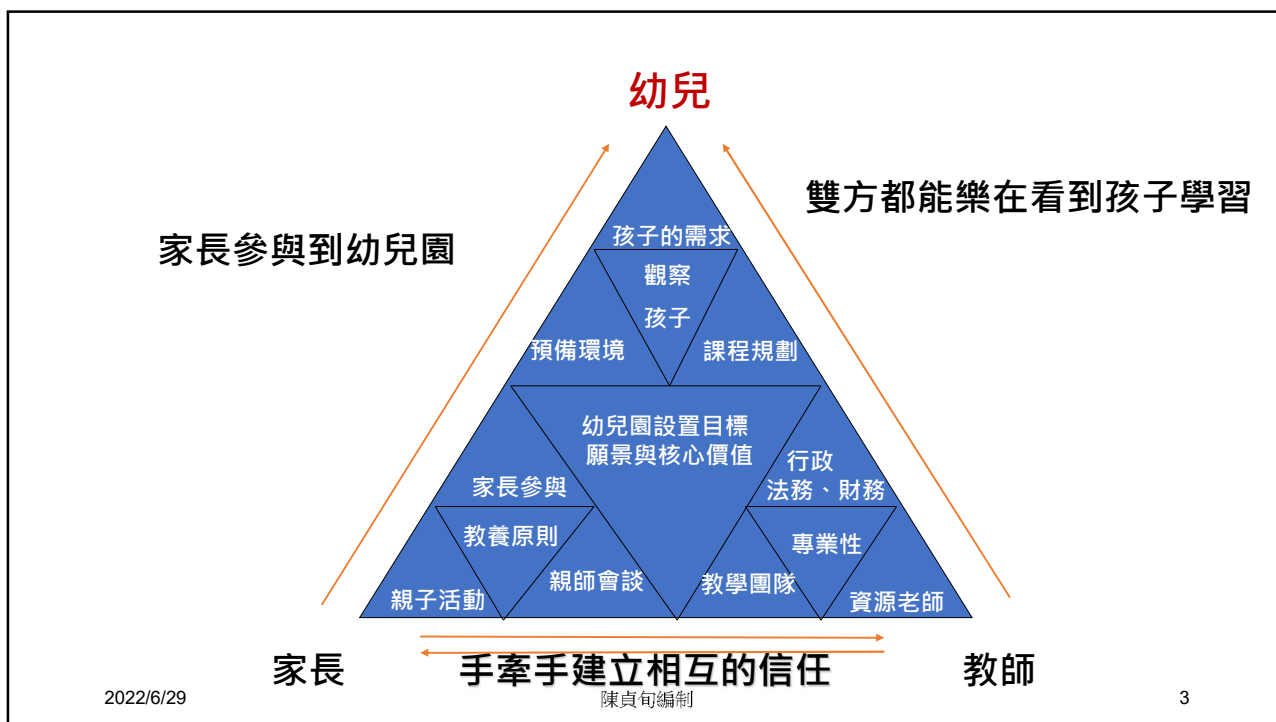 幼兒
雙方都能樂在看到孩子學習
家長參與到幼兒園
孩子的需求
觀察
孩子
預備環境
課程規劃
幼兒園設置目標
願景與核心價值
行政
法務、財務
家長參與
教養原則
專業性
親師會談
教學團隊
親子活動
資源老師
家長
手牽手建立相互的信任
教師
2022/6/29
陳貞旬編制
3